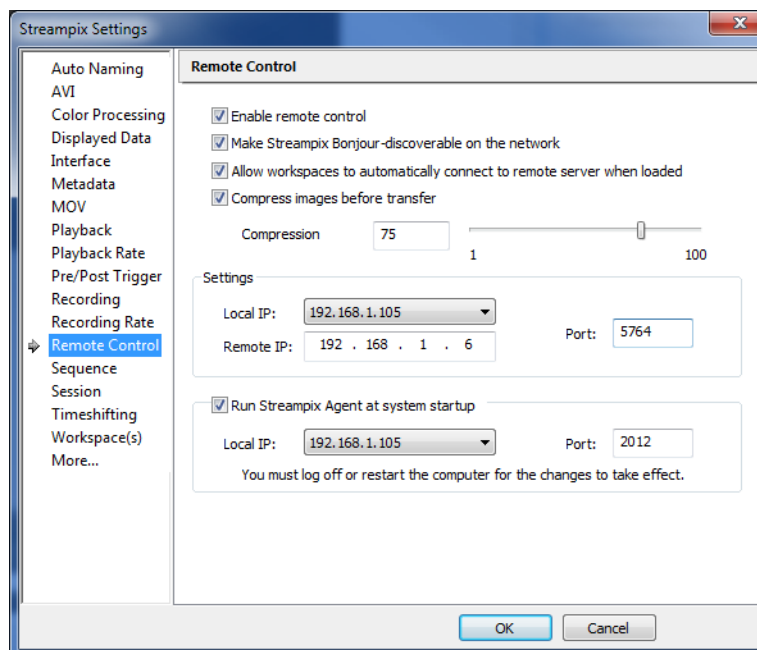 Streampix Settings
Auto Naming
AVI
Color Processing
Displayed Data
Interface
Metadata
MOV
Playback
Playback Rate
Pre/Post Trigger
Recording
Recording Rate
Remote Control
Sequence
Session
Timeshifting
Workspace(s)
More...
Remote Control
Enable remote control
Make Streampix Bonjour-discoverable on the network
Allow workspaces to automatically connect to remote server when loaded
Compress images before transfer
Compression 75
1 100
Settings
Local IP: 192.168.1.105
Remote IP: 192 . 168 . 1 . 6
Port: 5764
Run Streampix Agent at system startup
Local IP: 192.168.1.105 Port: 2012
You must log off or restart the computer for the changes to take effect.
OK Cancel